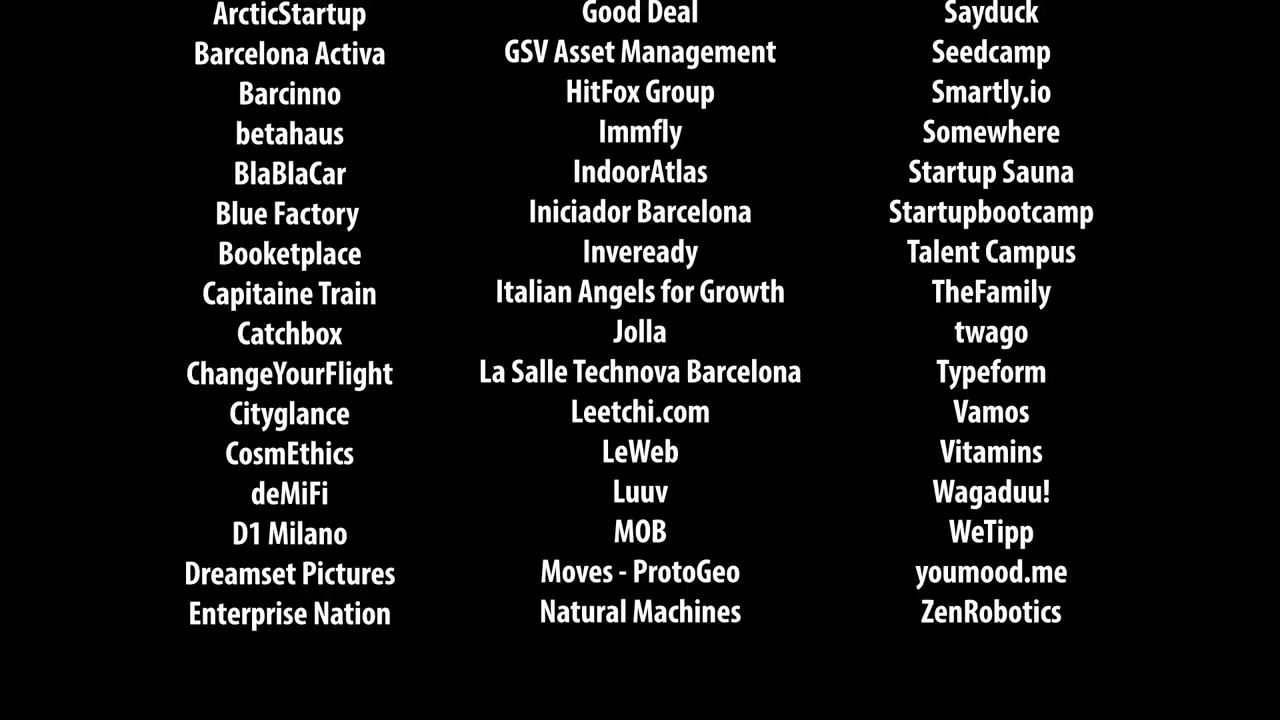 ArcticStartup
Barcelona Activa
Barcinno
betahaus
BlaBlaCar
Blue Factory
Booketplace
Capitaine Train
Catchbox
ChangeYourFlight
Cityglance
CosmEthics
deMiFi
D1 Milano
Dreamset Pictures
Enterprise Nation
Good Deal
GSV Asset Management
HitFox Group
Immfly
IndoorAtlas
Iniciador Barcelona
Inveready
Italian Angels for Growth
Jolla
La Salle Technova Barcelona
Leetchi.com
LeWeb
Luuv
MOB
Moves - ProtoGeo
Natural Machines
Sayduck
Seedcamp
Smartly.io
Somewhere
Startup Sauna
Startupbootcamp
Talent Campus
TheFamily
twago
Typeform
Vamos
Vitamins
Wagaduu!
WeTipp
youmood.me
ZenRobotics